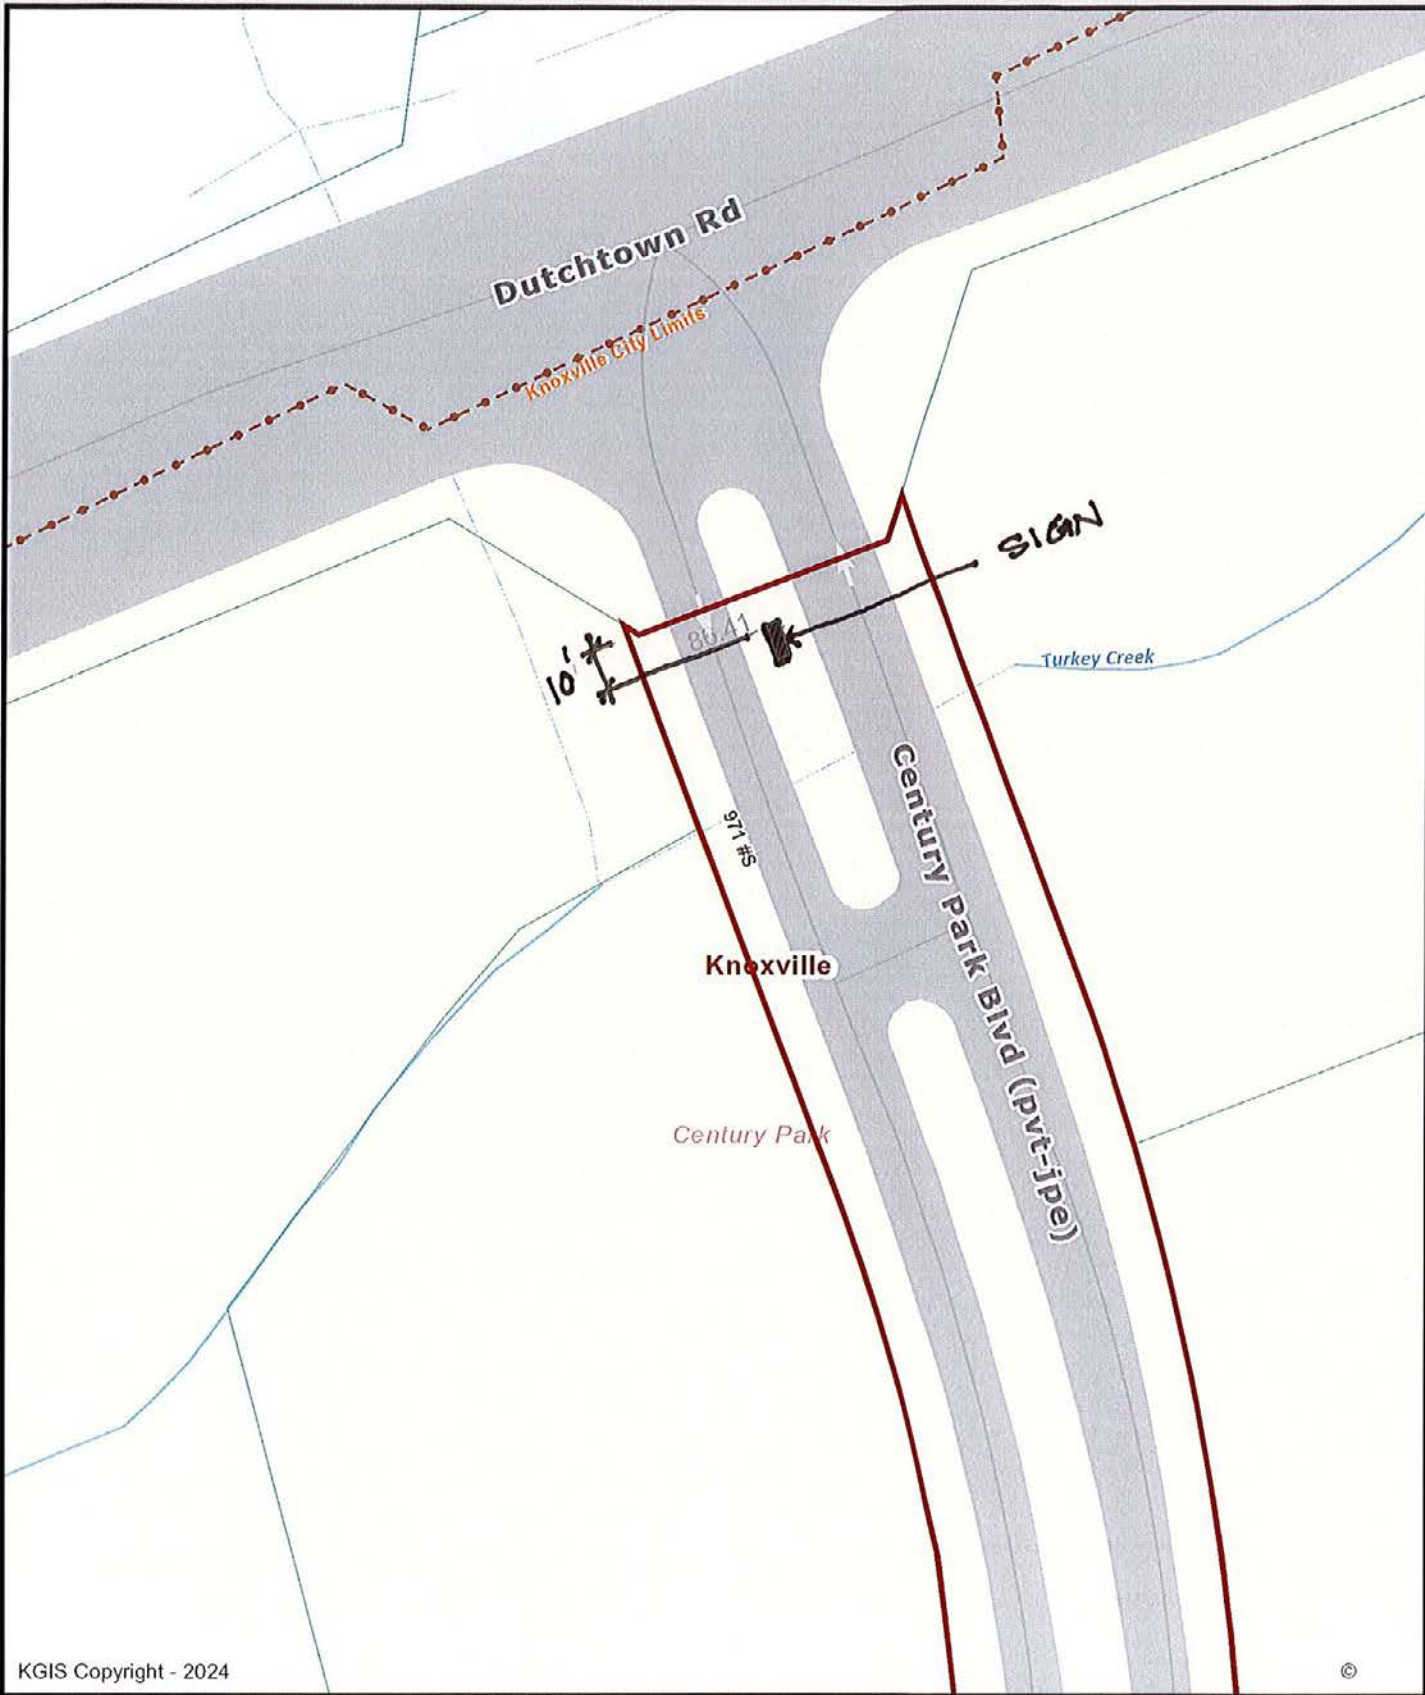 Dutchtown Rd
Knoxville City Limits
SIGN
86.41
10'
Turkey Creek
Century Park Blvd (pvt-jpe)
971 #S
Knoxville
Century Park
KGIS Copyright - 2024
©